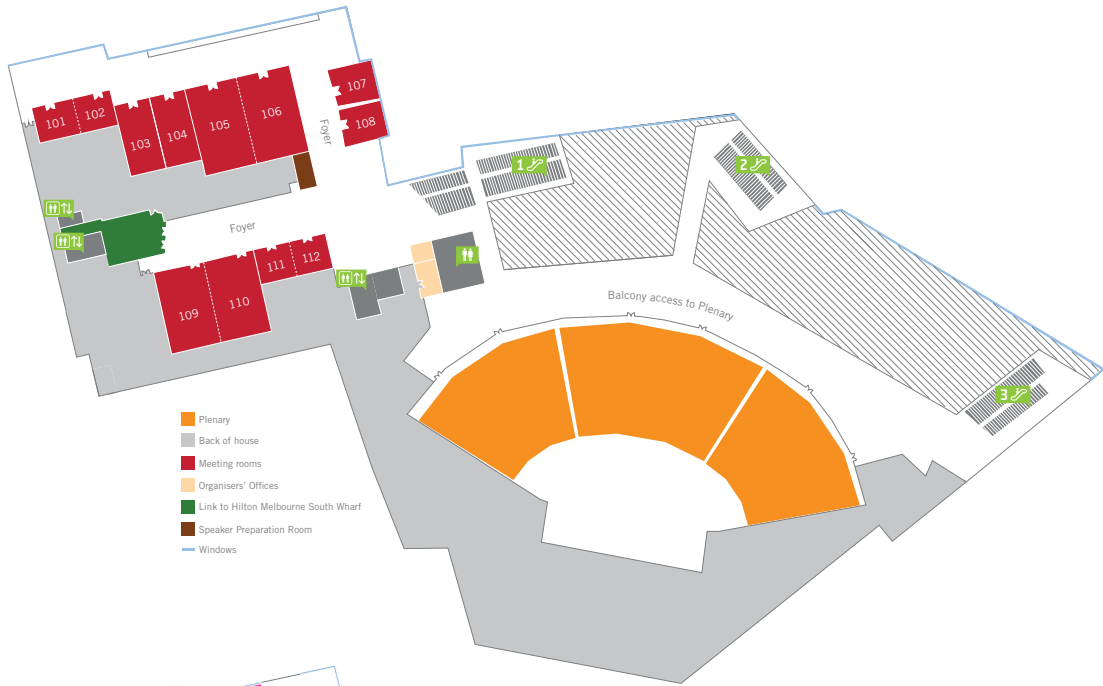 101
102
103
104
105
106
107
108
Foyer
Foyer
109
110
111
112
1
2
3
Balcony access to Plenary
Plenary
Back of house
Meeting rooms
Organisers' Offices
Link to Hilton Melbourne South Wharf
Speaker Preparation Room
Windows